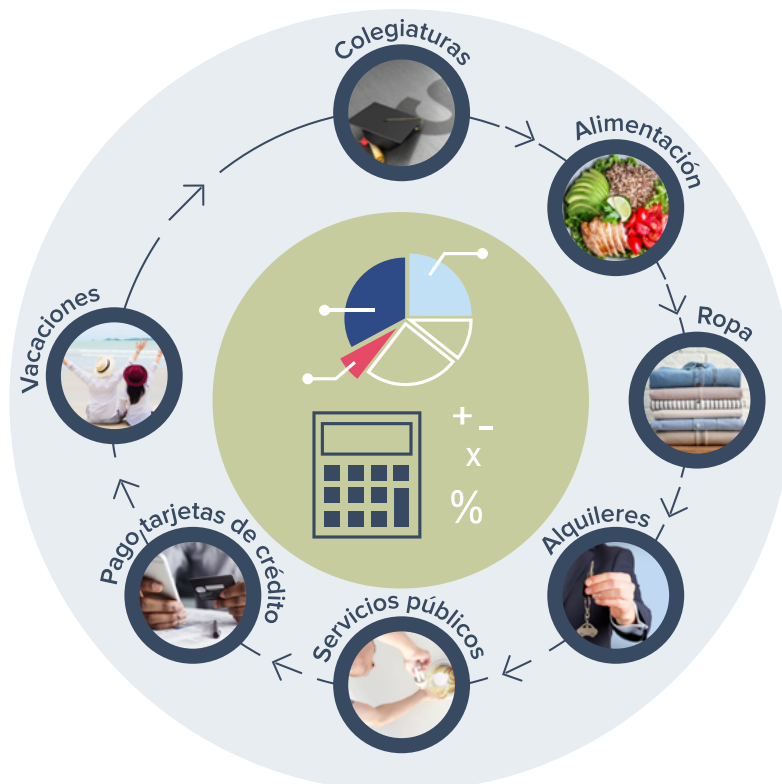 Colegiaturas
Alimentación
Ropa
Alquileres
Servicios públicos
Pago tarjetas de crédito
Vacaciones
+ -
x
%